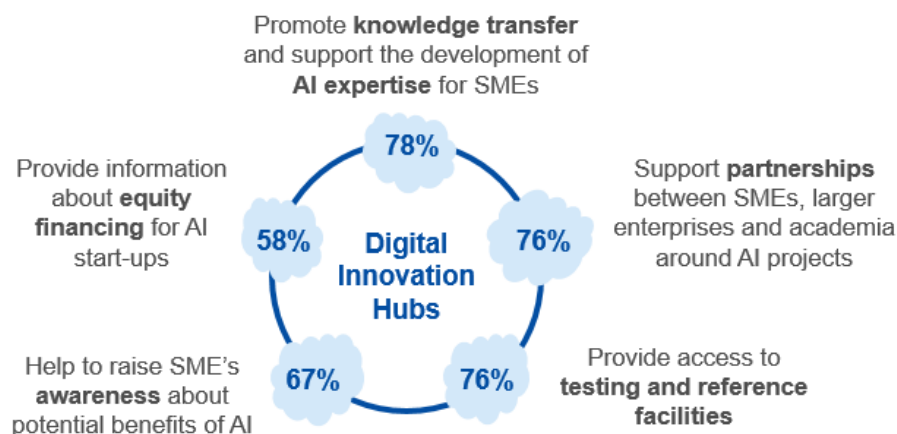 Promote knowledge transfer
and support the development of
AI expertise for SMEs
78%
Provide information
about equity
financing for AI
start-ups
58%
Digital
Innovation
Hubs
76%
Support partnerships
between SMEs, larger
enterprises and academia
around AI projects
Help to raise SME's
awareness about
potential benefits of AI
67%
76%
Provide access to
testing and reference
facilities